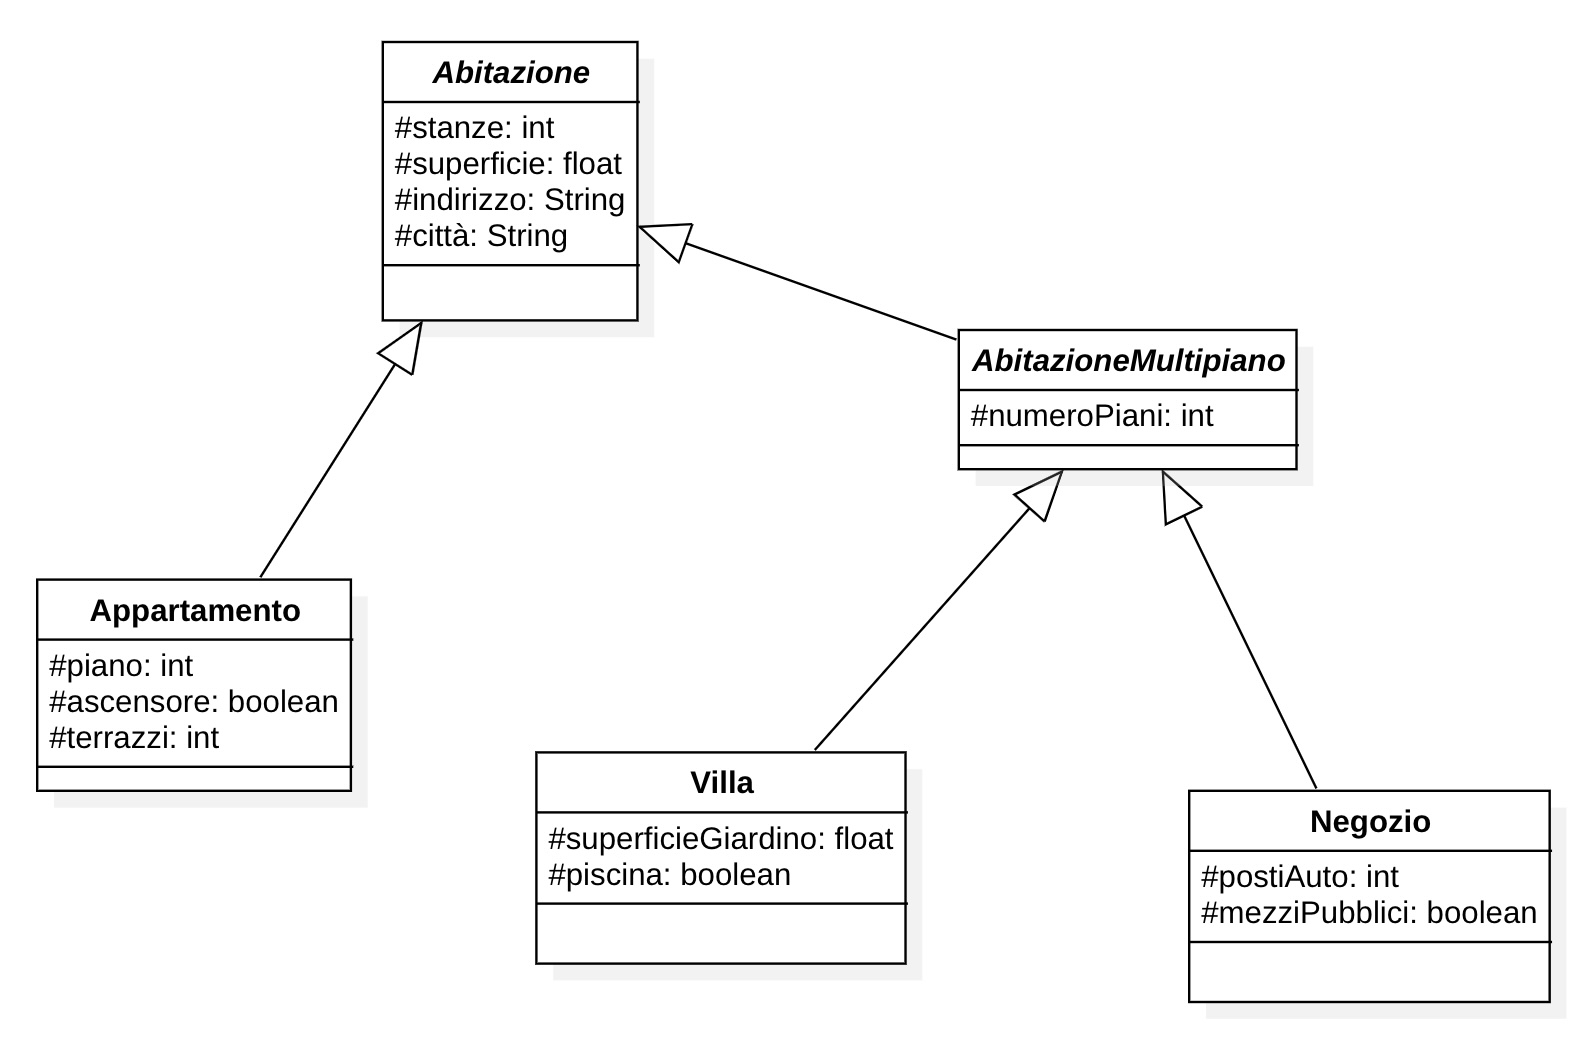 Abitazione
#stanze: int
#superficie: float
#indirizzo: String
#città: String
AbitazioneMultipiano
#numeroPiani: int
Appartamento
#piano: int
#ascensore: boolean
#terrazzi: int
Villa
#superficieGiardino: float
#piscina: boolean
Negozio
#postiAuto: int
#mezziPubblici: boolean